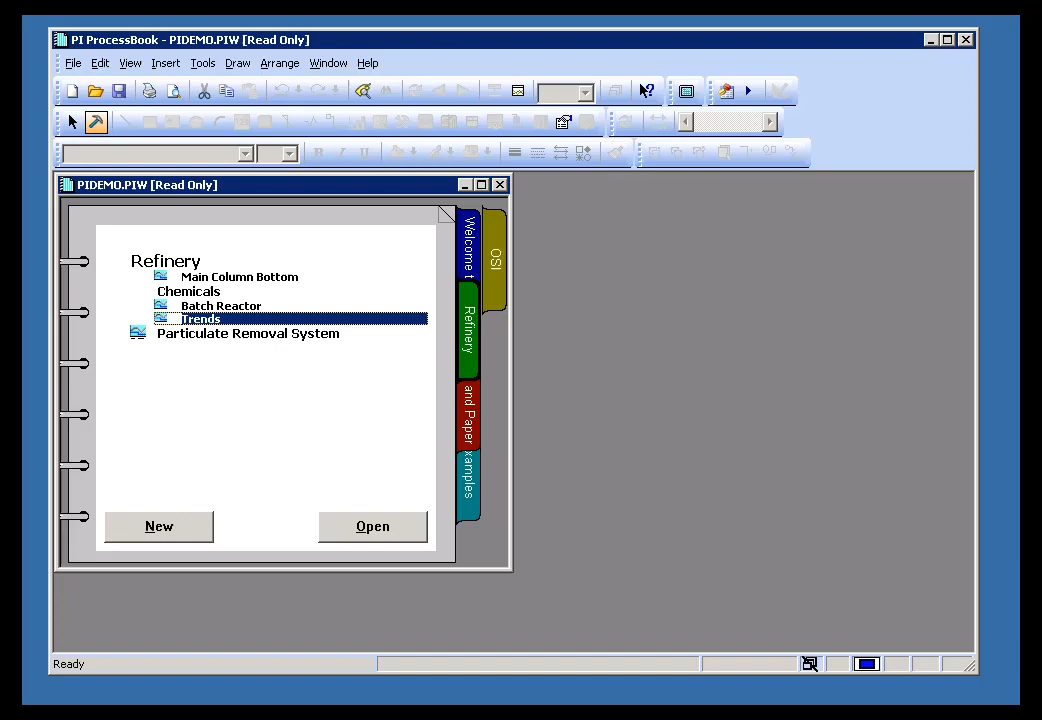 PI ProcessBook - PIDEMO.PIW [Read Only]
File Edit View Insert Tools Draw Arrange Window Help
B I U
PIDEMO.PIW [Read Only]
Refinery
Main Column Bottom
Chemicals
Batch Reactor
Trends
Particulate Removal System
New
Open
Welcome t
OSI
Refinery
and Paper
xamples
Ready